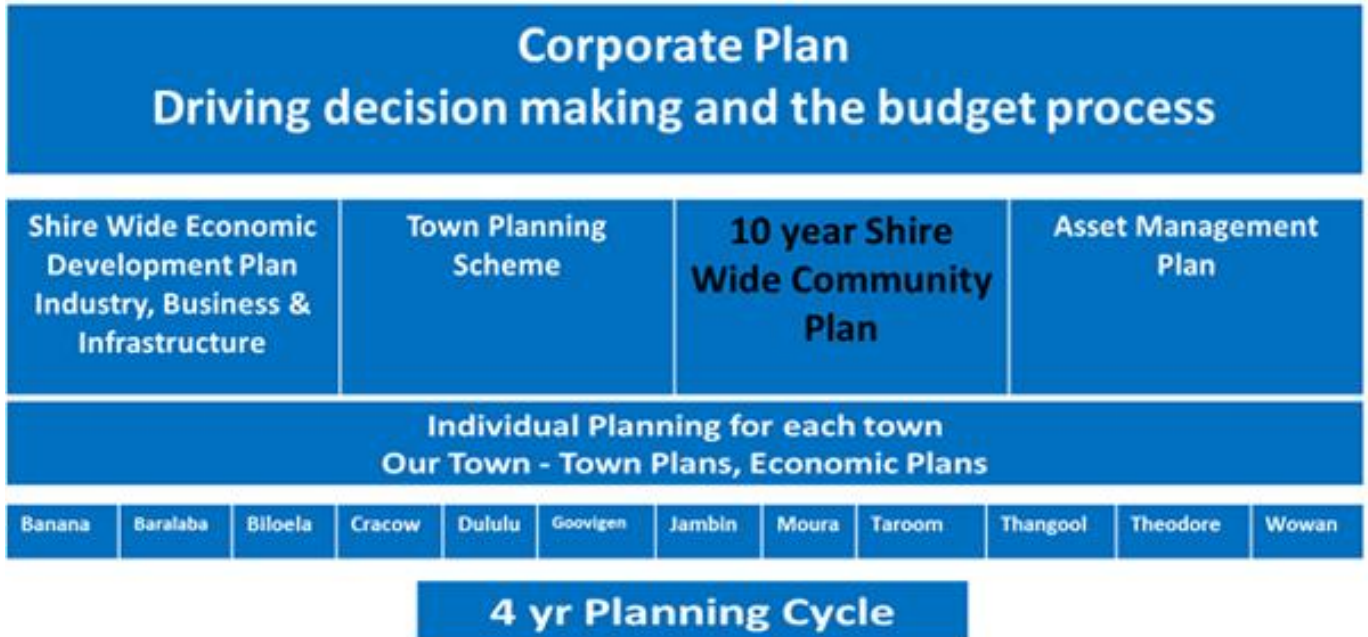 Corporate Plan
Driving decision making and the budget process
Shire Wide Economic
Development Plan
Industry, Business &
Infrastructure
Town Planning
Scheme
10 year Shire
Wide Community
Plan
Asset Management
Plan
Individual Planning for each town
Our Town - Town Plans, Economic Plans
Banana
Baralaba
Biloela
Cracow
Dululu
Goovigen
Jambin
Moura
Taroom
Thangool
Theodore
Wowan
4 yr Planning Cycle